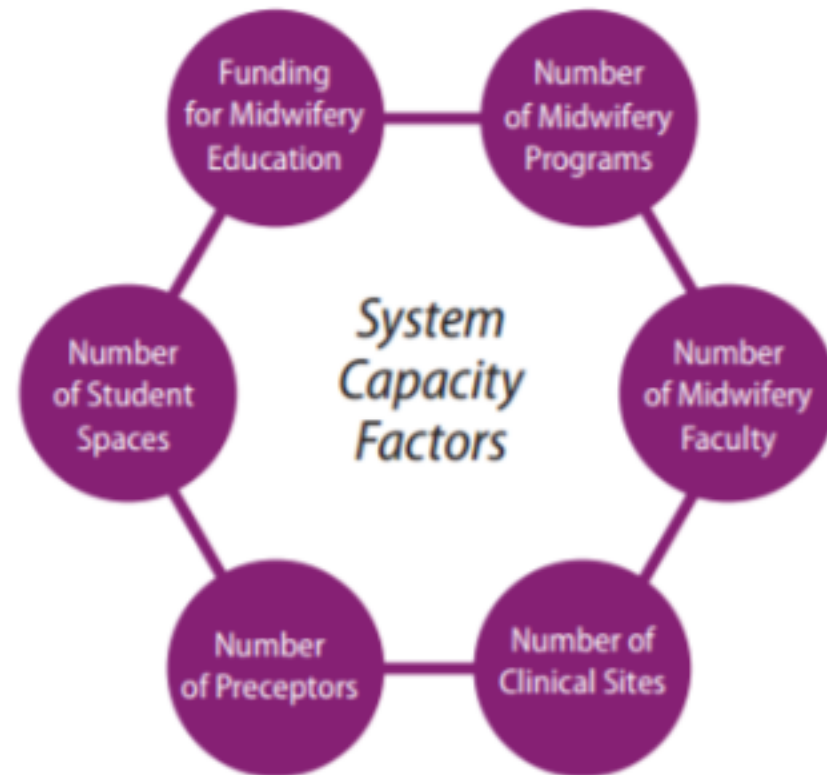 Funding
for Midwifery
Education
Number
of Midwifery
Programs
System
Capacity
Factors
Number
of Student
Spaces
Number
of Midwifery
Faculty
Number
of Preceptors
Number of
Clinical Sites